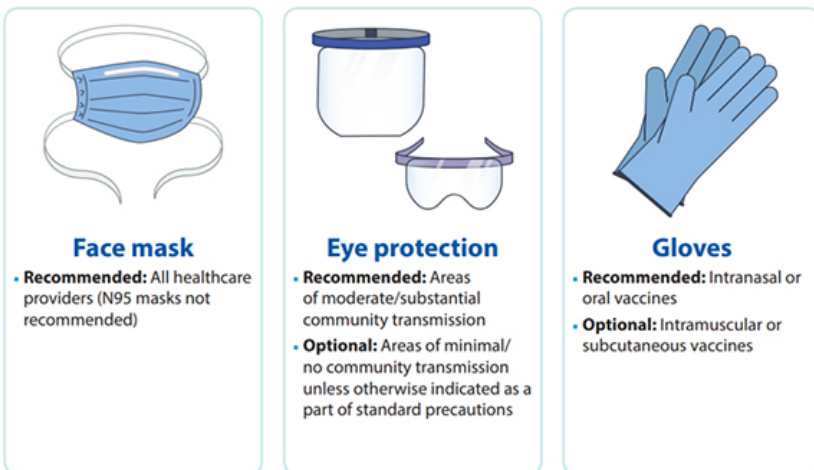 Face mask
• Recommended: All healthcare
providers (N95 masks not
recommended)
Eye protection
• Recommended: Areas
of moderate/substantial
community transmission
• Optional: Areas of minimal/
no community transmission
unless otherwise indicated as a
part of standard precautions
Gloves
• Recommended: Intranasal or
oral vaccines
• Optional: Intramuscular or
subcutaneous vaccines